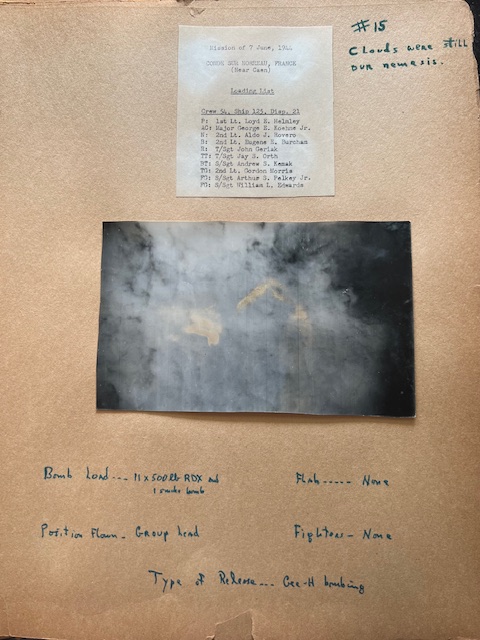 #15
Clouds were still
our nemesis.
Mission of 7 June, 1944
CONDE SUR NOIREAU, FRANCE
(Near Caen)
Loading List
Crew 54, Ship 123, Disp. 21
P: 1st Lt. Loyd E. Helmley
AC: Major George E. Koehne Jr.
N: 2nd Lt. Aldo J. Rovero
B: 2nd Lt. Eugene E. Burcham
R: T/Sgt John Gerlak
TT: T/Sgt Jay S. Orth
BT: S/Sgt Andrew S. Kenak
TG: 2nd Lt. Gordon Morris
FG: S/Sgt Arthur S. Pelkey Jr.
FG: S/Sgt William L. Edwards
Bomb Load--- 11 x 500 lb RDX and
1 smoke bomb
Flak----- None
Position Flown- Group lead
Fighters- None
Type of Release--- Gee-H bombing